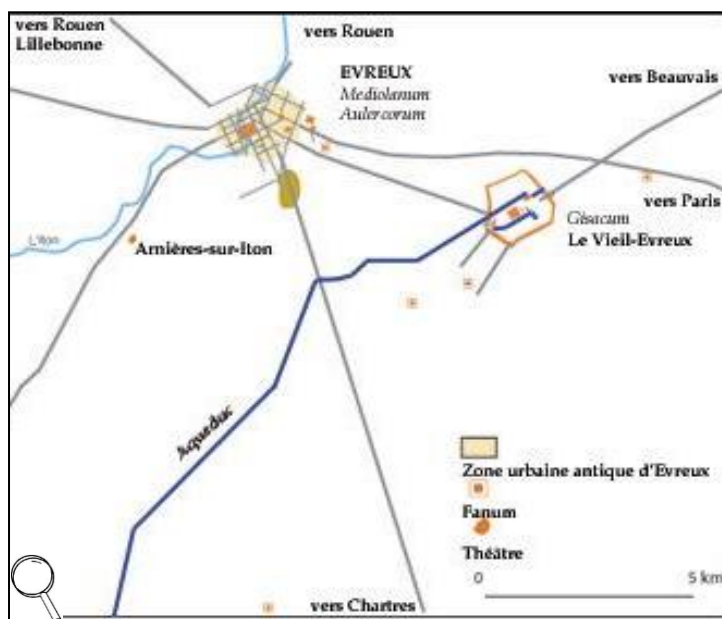 vers Rouen
Lillebonne
vers Rouen
EVREUX
Mediolanum
Aulercorum
vers Beauvais
vers Paris
Gisacum
Le Vieil-Evreux
L'Iton
Arnières-sur-Iton
Aqueduc
Zone urbaine antique d'Evreux
Fanum
Théâtre
0
5 km
vers Chartres